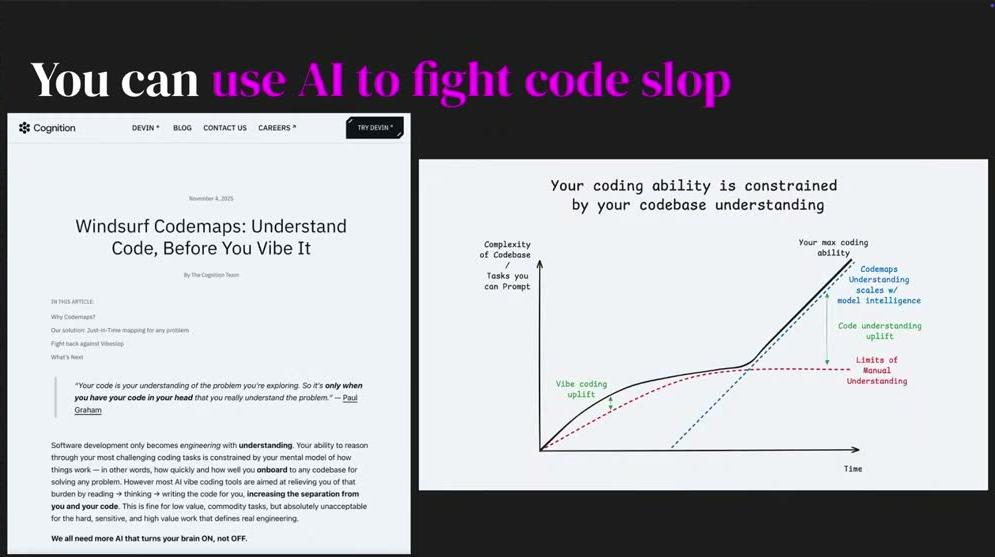 You can use AI to fight code slop
Cognition
DEVIN
BLOG
CONTACT US
CAREERS
TRY DEVIN
November 4, 2025
Windsurf Codemaps: Understand
Code, Before You Vibe It
By The Cognition Team
IN THIS ARTICLE:
Why Codemaps?
Our solution: Just-in-Time mapping for any problem
Fight back against Vibeslop
What's Next
"Your code is your understanding of the problem you're exploring. So it's only when
you have your code in your head that you really understand the problem." — Paul
Graham
Software development only becomes engineering with understanding. Your ability to reason
through your most challenging coding tasks is constrained by your mental model of how
things work — in other words, how quickly and how well you onboard to any codebase for
solving any problem. However most AI vibe coding tools are aimed at relieving you of that
burden by reading → thinking → writing the code for you, increasing the separation from
you and your code. This is fine for low value, commodity tasks, but absolutely unacceptable
for the hard, sensitive, and high value work that defines real engineering.
We all need more AI that turns your brain ON, not OFF.
Your coding ability is constrained
by your codebase understanding
Complexity
of Codebase
/
Tasks you
can Prompt
Your max coding
ability
Codemaps
Understanding
scales w/
model intelligence
Code understanding
uplift
Limits of
Manual
Understanding
Vibe coding
uplift
Time